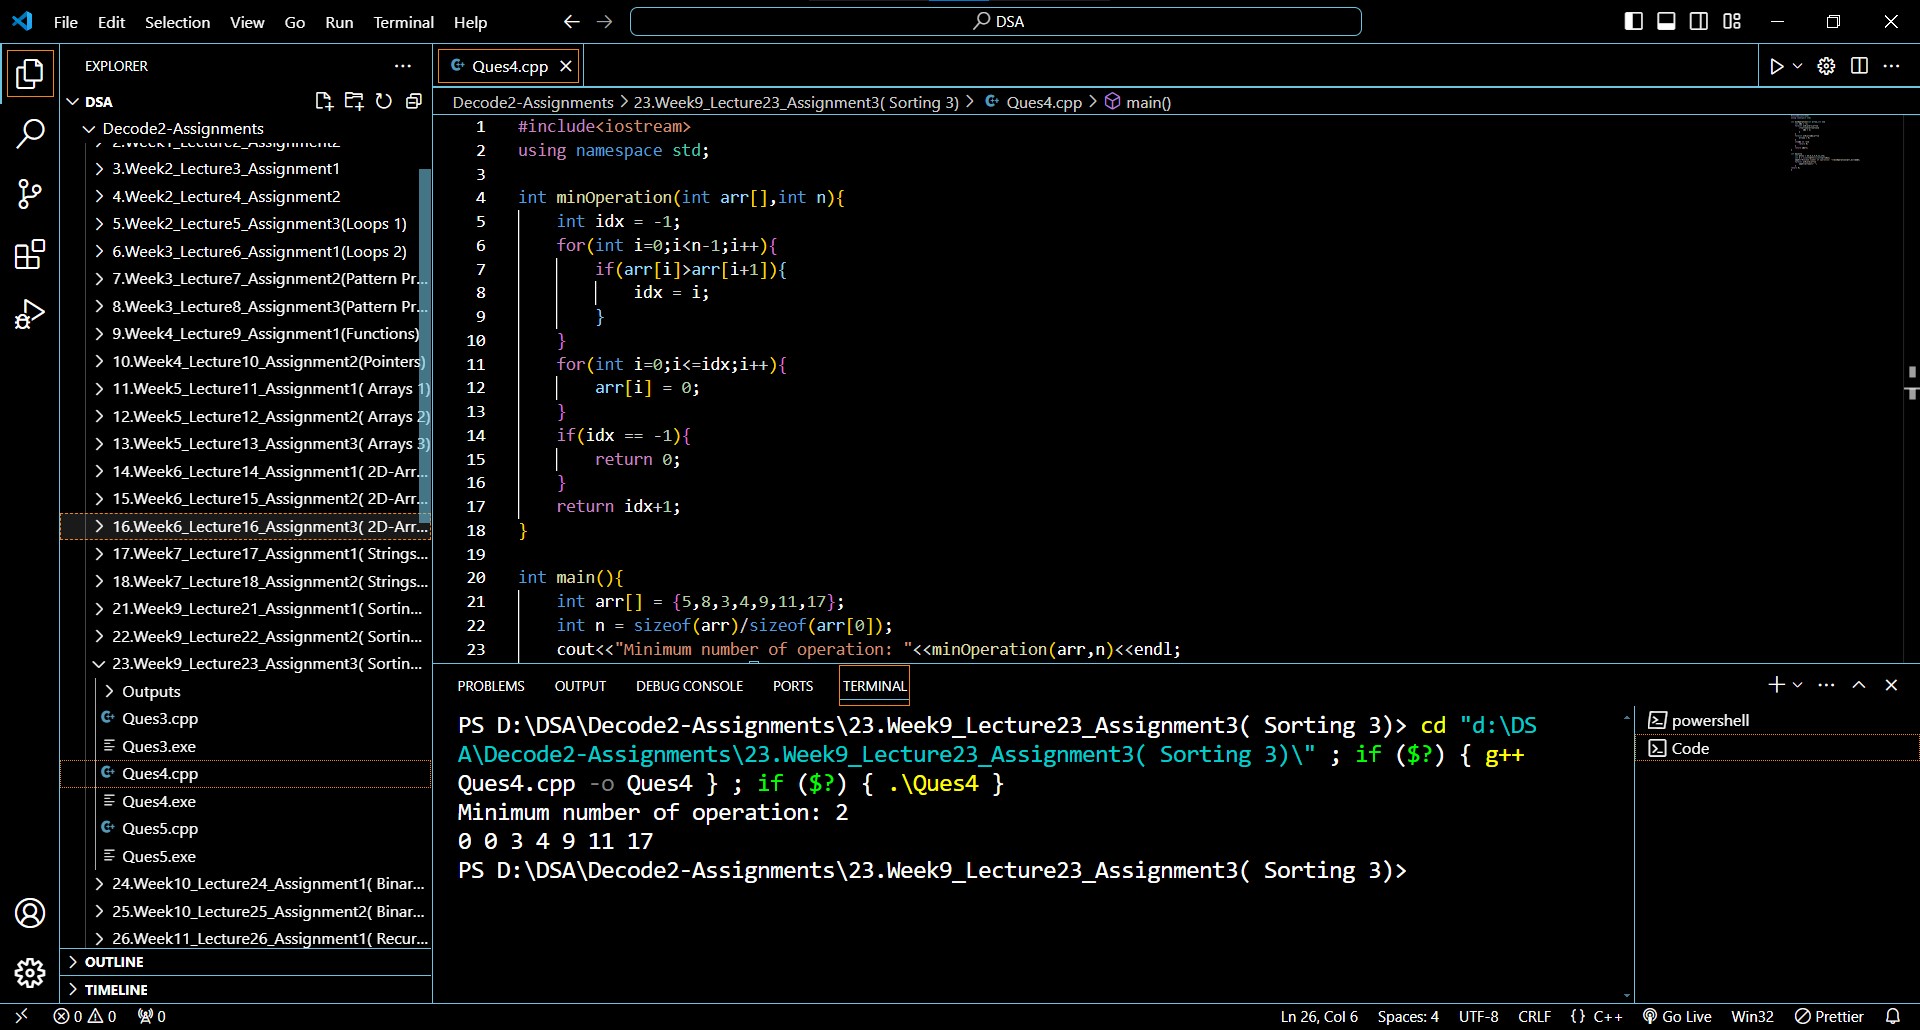 File Edit Selection View Go Run Terminal Help
DSA
EXPLORER
DSA
Decode2-Assignments
2.Week1_Lecture2_Assignment2
3.Week2_Lecture3_Assignment1
4.Week2_Lecture4_Assignment2
5.Week2_Lecture5_Assignment3(Loops 1)
6.Week3_Lecture6_Assignment1(Loops 2)
7.Week3_Lecture7_Assignment2(Pattern Pr...
8.Week3_Lecture8_Assignment3(Pattern Pr...
9.Week4_Lecture9_Assignment1(Functions)
10.Week4_Lecture10_Assignment2(Pointers)
11.Week5_Lecture11_Assignment1( Arrays 1)
12.Week5_Lecture12_Assignment2( Arrays 2)
13.Week5_Lecture13_Assignment3( Arrays 3)
14.Week6_Lecture14_Assignment1( 2D-Arr...
15.Week6_Lecture15_Assignment2( 2D-Arr...
16.Week6_Lecture16_Assignment3( 2D-Arr...
17.Week7_Lecture17_Assignment1( Strings...
18.Week7_Lecture18_Assignment2( Strings...
21.Week9_Lecture21_Assignment1( Sortin...
22.Week9_Lecture22_Assignment2( Sortin...
23.Week9_Lecture23_Assignment3( Sortin...
Outputs
Ques3.cpp
Ques3.exe
Ques4.cpp
Ques4.exe
Ques5.cpp
Ques5.exe
24.Week10_Lecture24_Assignment1( Binar...
25.Week10_Lecture25_Assignment2( Binar...
26.Week11_Lecture26_Assignment1( Recur...
OUTLINE
TIMELINE
Ques4.cpp
Decode2-Assignments > 23.Week9_Lecture23_Assignment3( Sorting 3) > Ques4.cpp > main()
1 #include<iostream>
2 using namespace std;
3
4 int minOperation(int arr[],int n){
5 int idx = -1;
6 for(int i=0;i<n-1;i++){
7 if(arr[i]>arr[i+1]){
8 idx = i;
9 }
10 }
11 for(int i=0;i<=idx;i++){
12 arr[i] = 0;
13 }
14 if(idx == -1){
15 return 0;
16 }
17 return idx+1;
18 }
19
20 int main(){
21 int arr[] = {5,8,3,4,9,11,17};
22 int n = sizeof(arr)/sizeof(arr[0]);
23 cout<<"Minimum number of operation: "<<minOperation(arr,n)<<endl;
PROBLEMS OUTPUT DEBUG CONSOLE PORTS TERMINAL
PS D:\DSA\Decode2-Assignments\23.Week9_Lecture23_Assignment3( Sorting 3)> cd "d:\DS
A\Decode2-Assignments\23.Week9_Lecture23_Assignment3( Sorting 3)\" ; if ($?) { g++
Ques4.cpp -o Ques4 } ; if ($?) { .\Ques4 }
Minimum number of operation: 2
0 0 3 4 9 11 17
PS D:\DSA\Decode2-Assignments\23.Week9_Lecture23_Assignment3( Sorting 3)>
powershell
Code
0 0 0
Ln 26, Col 6 Spaces: 4 UTF-8 CRLF {} C++ Go Live Win32 Prettier